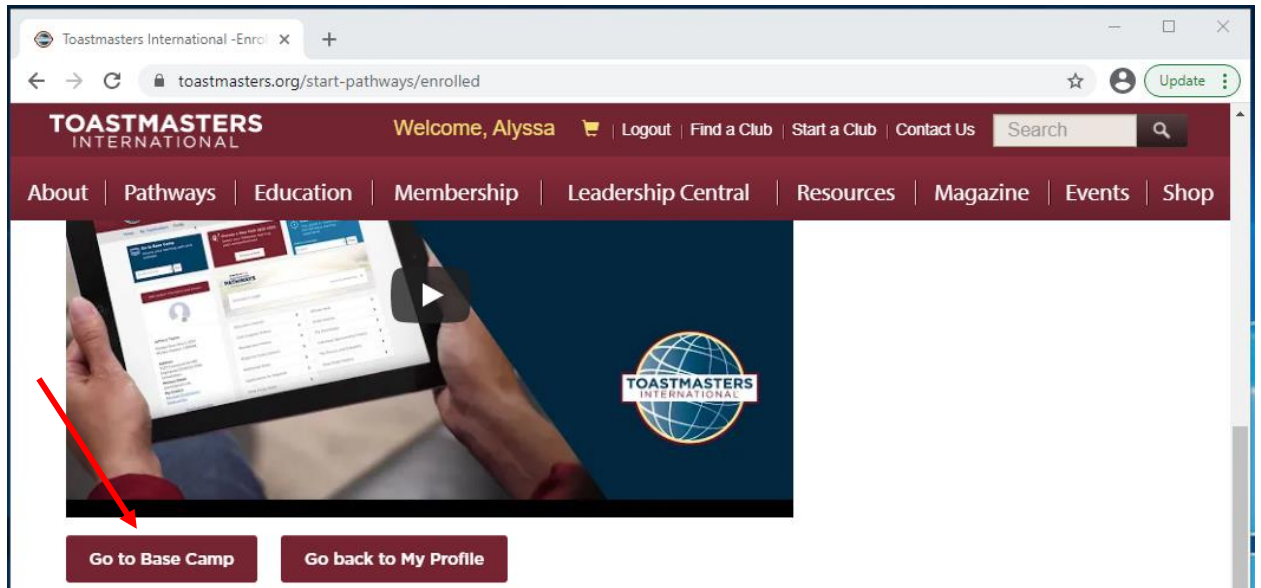 Toastmasters International -Enrol
toastmasters.org/start-pathways/enrolled
Update
TOASTMASTERS
INTERNATIONAL
Welcome, Alyssa | Logout | Find a Club | Start a Club | Contact Us
Search
About | Pathways | Education | Membership | Leadership Central | Resources | Magazine | Events | Shop
PATHWAYS
TOASTMASTERS
INTERNATIONAL
Go to Base Camp
Go back to My Profile